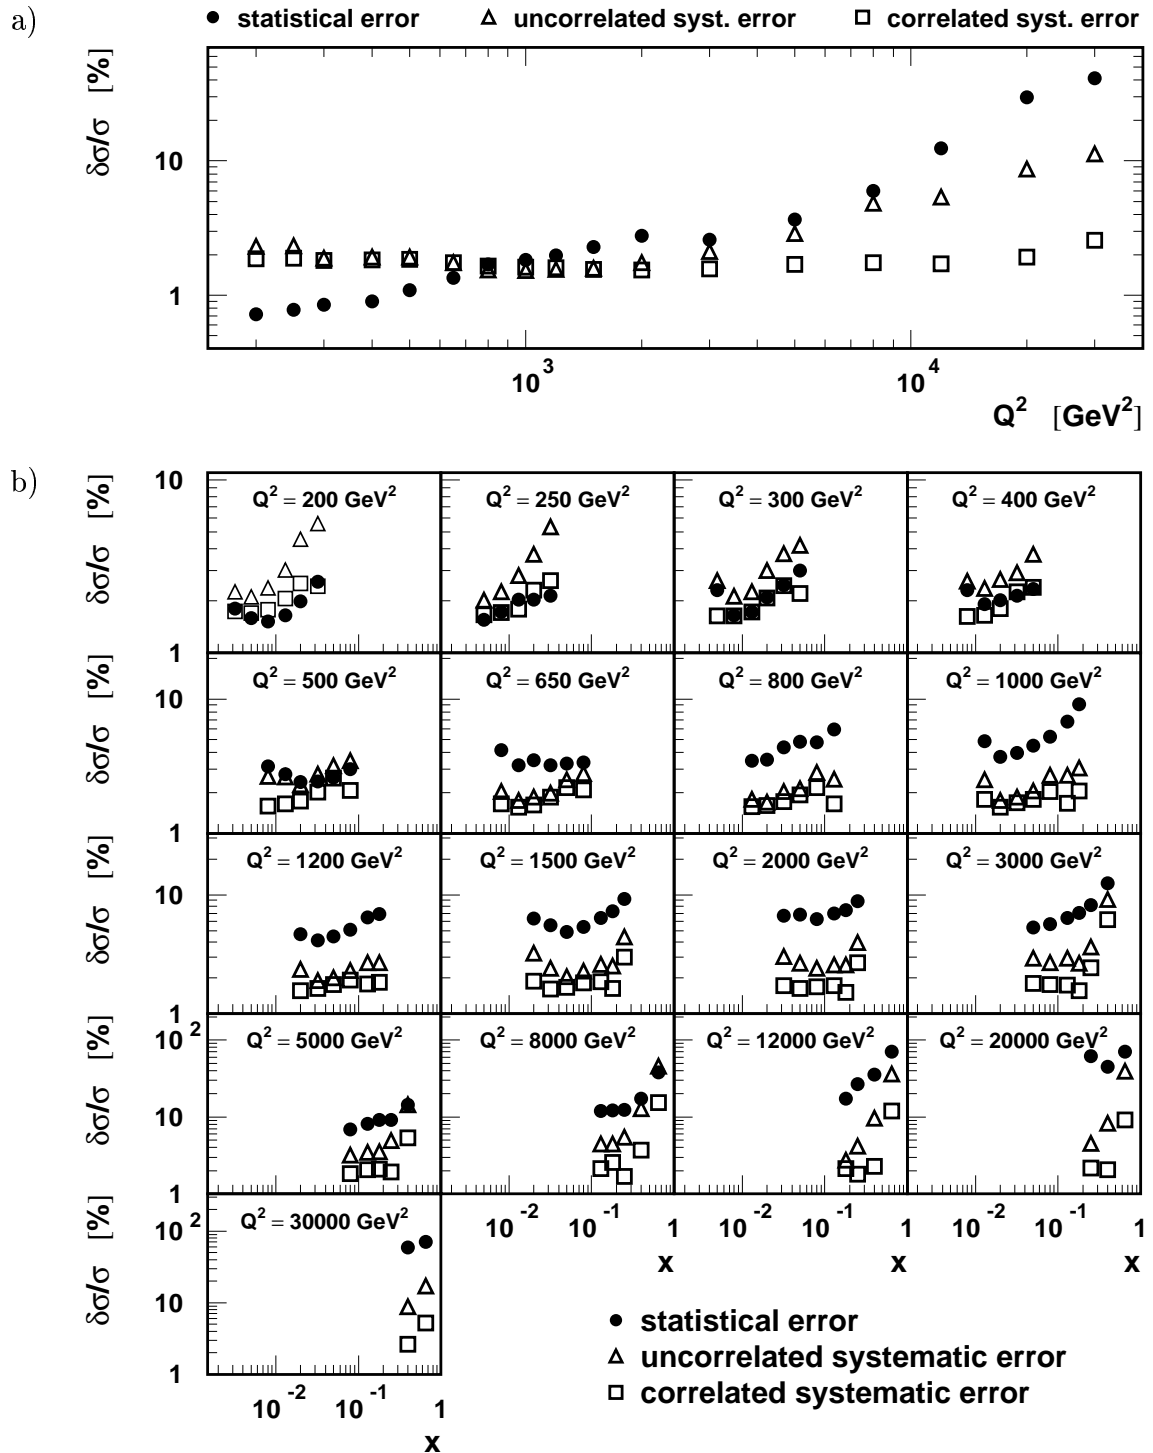 a)
● statistical error △ uncorrelated syst. error □ correlated syst. error
δσ/σ [%]
10
1
10³ 10⁴
Q² [GeV²]
b)
δσ/σ [%]
10
Q² = 200 GeV² Q² = 250 GeV² Q² = 300 GeV² Q² = 400 GeV²
1
δσ/σ [%]
Q² = 500 GeV² Q² = 650 GeV² Q² = 800 GeV² Q² = 1000 GeV²
10
1
δσ/σ [%]
Q² = 1200 GeV² Q² = 1500 GeV² Q² = 2000 GeV² Q² = 3000 GeV²
10
1
δσ/σ [%]
10² Q² = 5000 GeV² Q² = 8000 GeV² Q² = 12000 GeV² Q² = 20000 GeV²
10
1
δσ/σ [%]
10² Q² = 30000 GeV² 10⁻² 10⁻¹ 1 10⁻² 10⁻¹ 1 10⁻² 10⁻¹ 1
x x x
10
● statistical error
△ uncorrelated systematic error
1
□ correlated systematic error
10⁻² 10⁻¹ 1
x